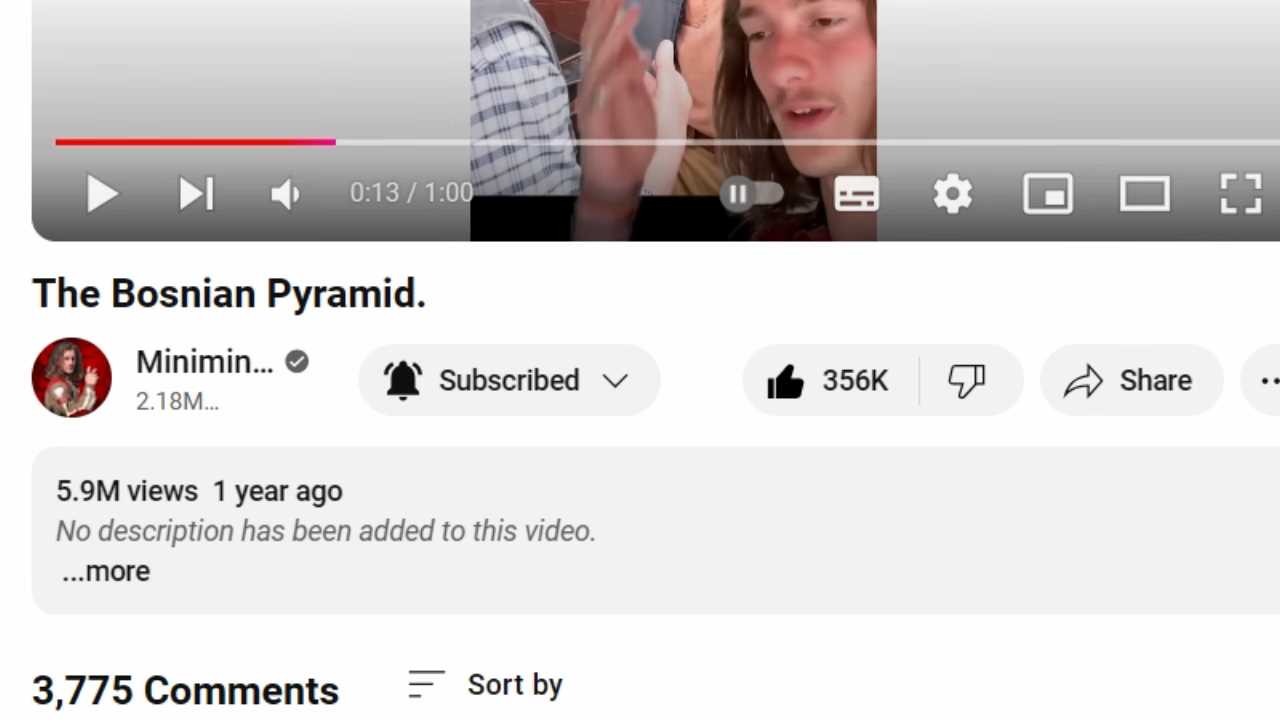 0:13 / 1:00
The Bosnian Pyramid.
Minimin...
2.18M...
Subscribed
356K
Share
5.9M views 1 year ago
No description has been added to this video.
...more
3,775 Comments
Sort by